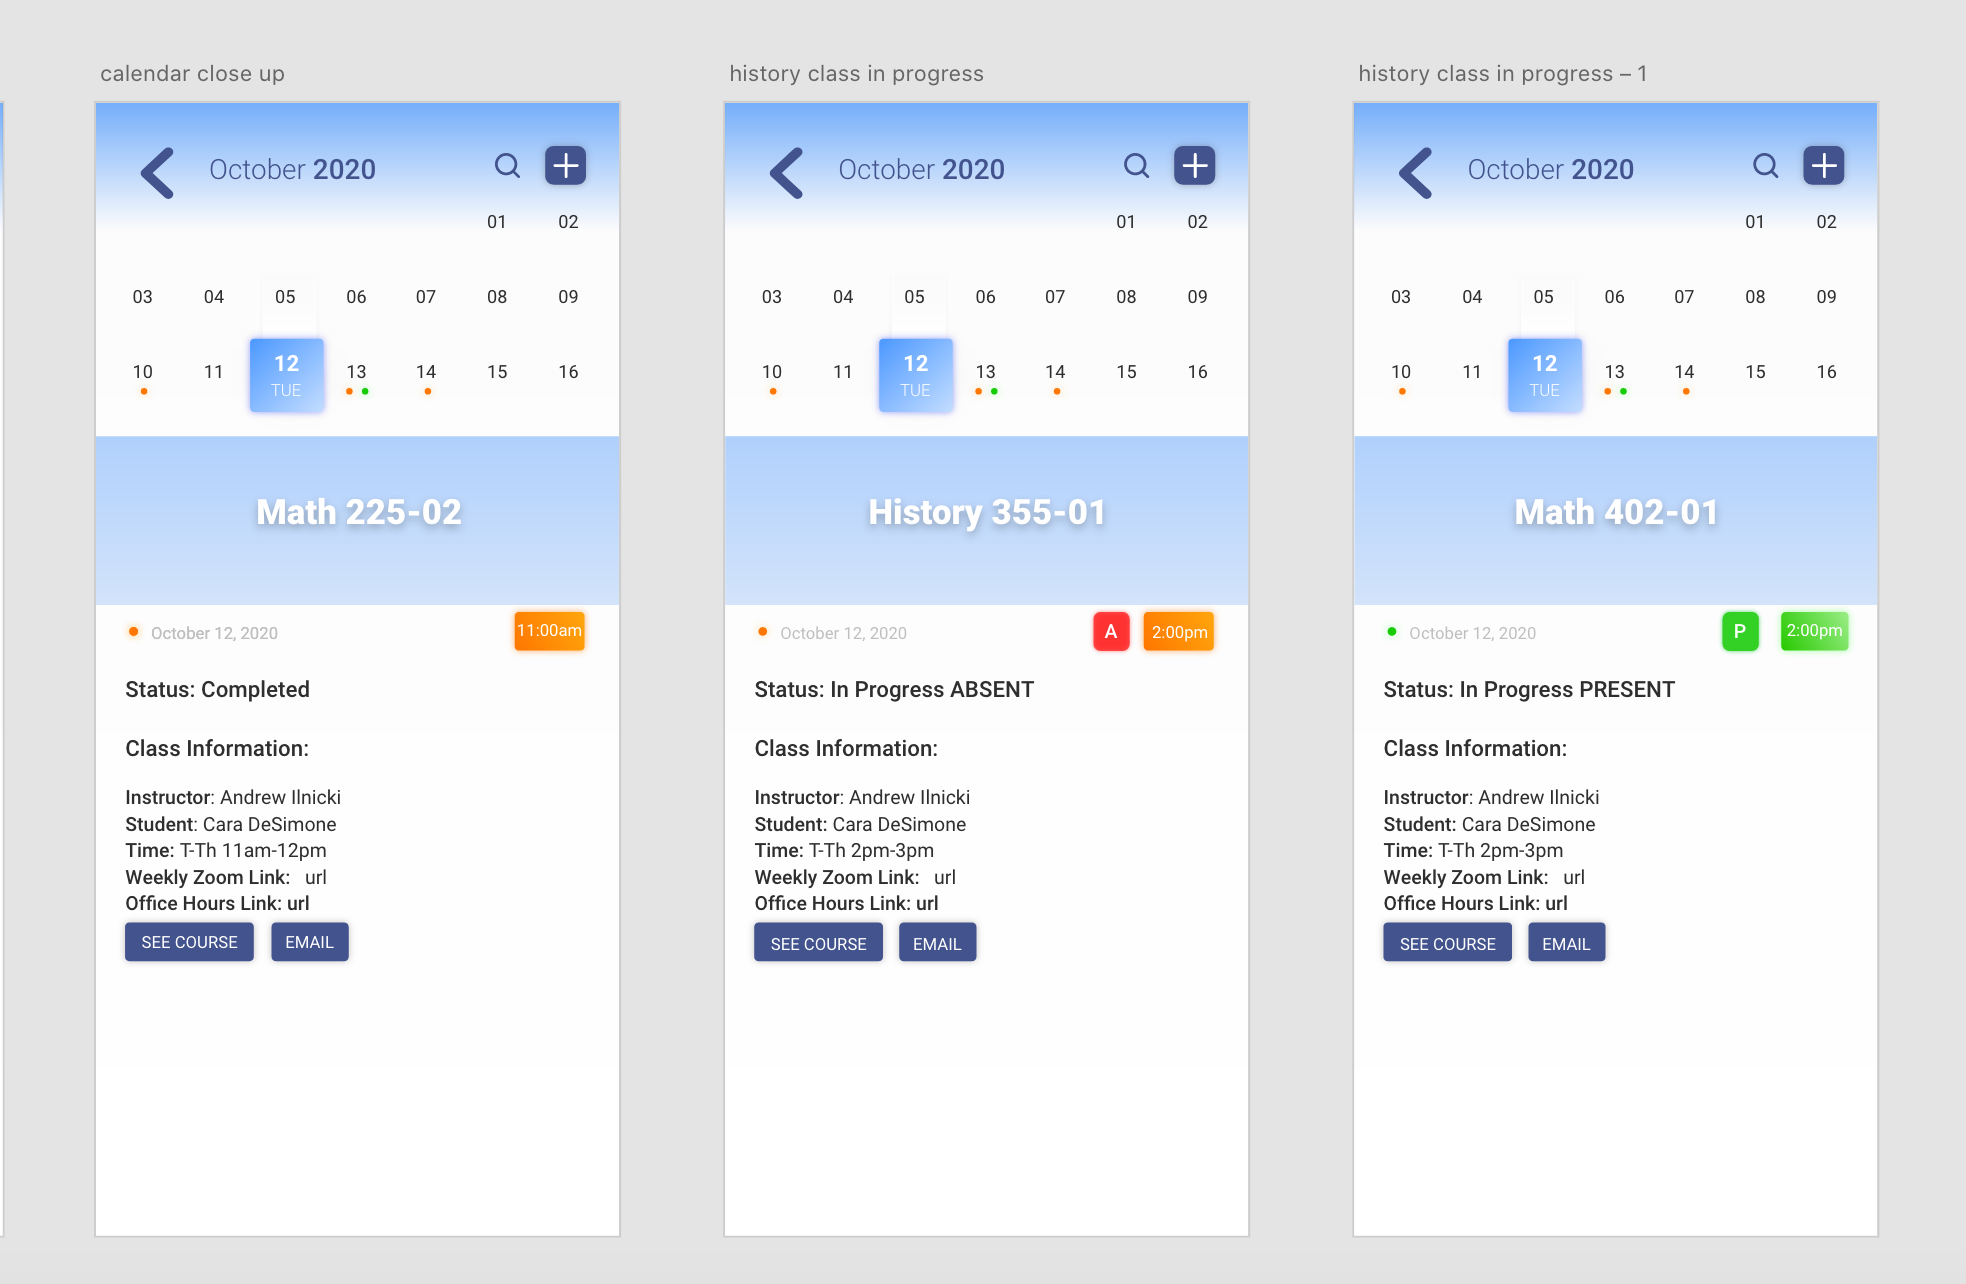 calendar close up
October 2020
01 02
03 04 05 06 07 08 09
10 11 12 13 14 15 16
TUE
Math 225-02
October 12, 2020 11:00am
Status: Completed
Class Information:
Instructor: Andrew Ilnicki
Student: Cara DeSimone
Time: T-Th 11am-12pm
Weekly Zoom Link: url
Office Hours Link: url
SEE COURSE EMAIL
history class in progress
October 2020
01 02
03 04 05 06 07 08 09
10 11 12 13 14 15 16
TUE
History 355-01
October 12, 2020 A 2:00pm
Status: In Progress ABSENT
Class Information:
Instructor: Andrew Ilnicki
Student: Cara DeSimone
Time: T-Th 2pm-3pm
Weekly Zoom Link: url
Office Hours Link: url
SEE COURSE EMAIL
history class in progress – 1
October 2020
01 02
03 04 05 06 07 08 09
10 11 12 13 14 15 16
TUE
Math 402-01
October 12, 2020 P 2:00pm
Status: In Progress PRESENT
Class Information:
Instructor: Andrew Ilnicki
Student: Cara DeSimone
Time: T-Th 2pm-3pm
Weekly Zoom Link: url
Office Hours Link: url
SEE COURSE EMAIL